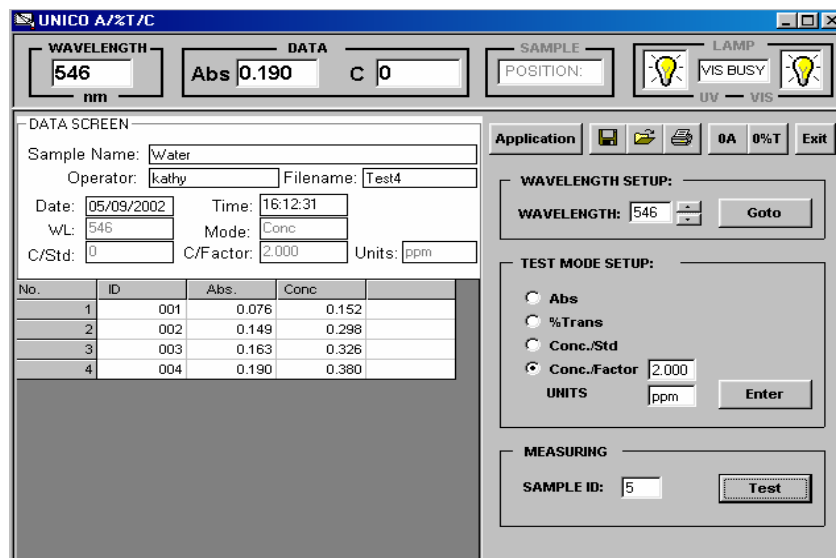 UNICO A/%T/C
WAVELENGTH
546
nm
DATA
Abs 0.190 C 0
SAMPLE
POSITION:
LAMP
VIS BUSY
UV — VIS
DATA SCREEN
Sample Name: Water
Operator: kathy Filename: Test4
Date: 05/09/2002 Time: 16:12:31
WL: 546 Mode: Conc
C/Std: 0 C/Factor: 2.000 Units: ppm
No. ID Abs. Conc
1 001 0.076 0.152
2 002 0.149 0.298
3 003 0.163 0.326
4 004 0.190 0.380
Application 0A 0%T Exit
WAVELENGTH SETUP:
WAVELENGTH: 546 Goto
TEST MODE SETUP:
Abs
%Trans
Conc./Std
Conc./Factor 2.000
UNITS ppm Enter
MEASURING
SAMPLE ID: 5 Test